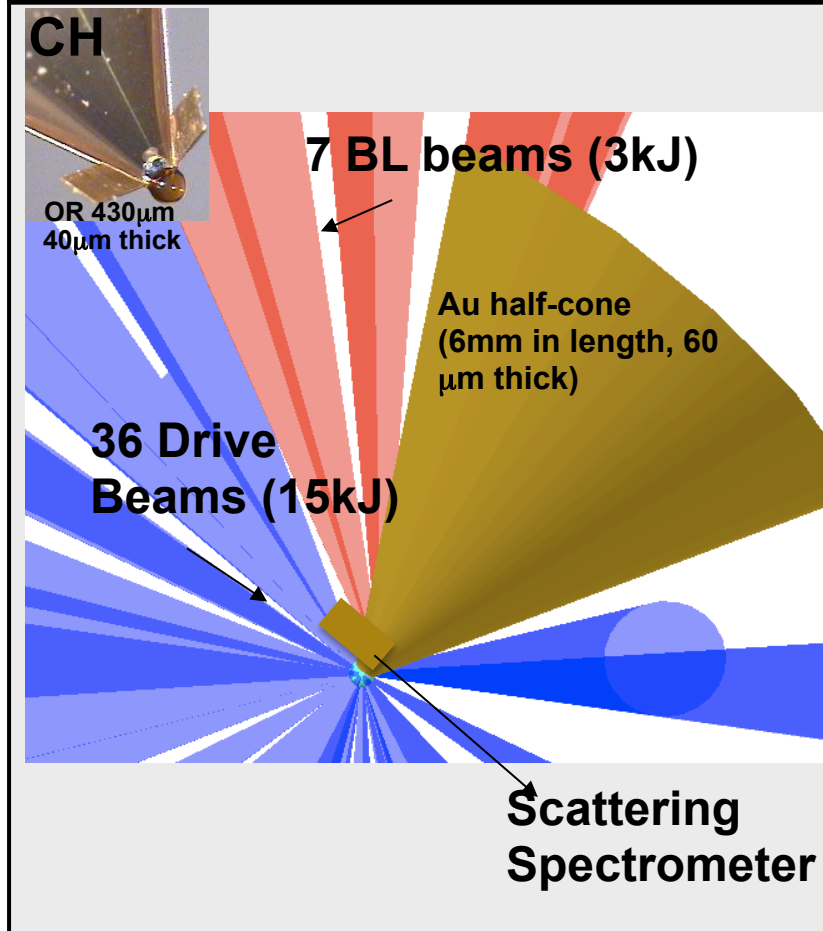 CH
OR 430μm
40μm thick
7 BL beams (3kJ)
Au half-cone
(6mm in length, 60
μm thick)
36 Drive
Beams (15kJ)
Scattering
Spectrometer